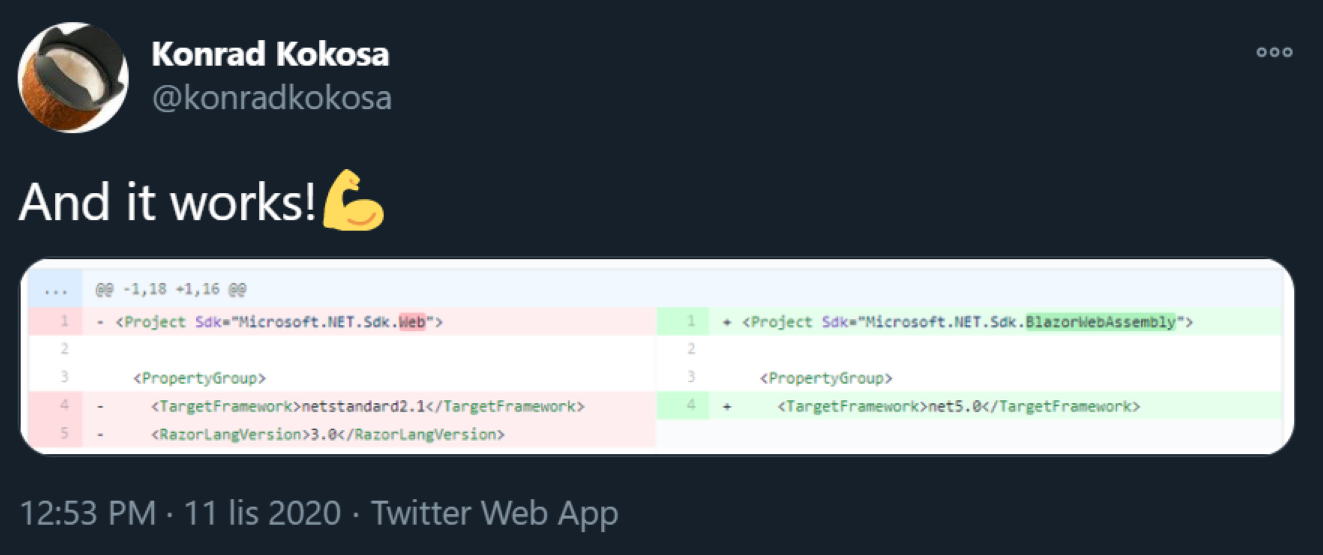 Konrad Kokosa
@konradkokosa
And it works!💪
... @@ -1,18 +1,16 @@
1 - <Project Sdk="Microsoft.NET.Sdk.Web">
2
3 <PropertyGroup>
4 - <TargetFramework>netstandard2.1</TargetFramework>
5 - <RazorLangVersion>3.0</RazorLangVersion>
1 + <Project Sdk="Microsoft.NET.Sdk.BlazorWebAssembly">
2
3 <PropertyGroup>
4 + <TargetFramework>net5.0</TargetFramework>
12:53 PM · 11 lis 2020 · Twitter Web App